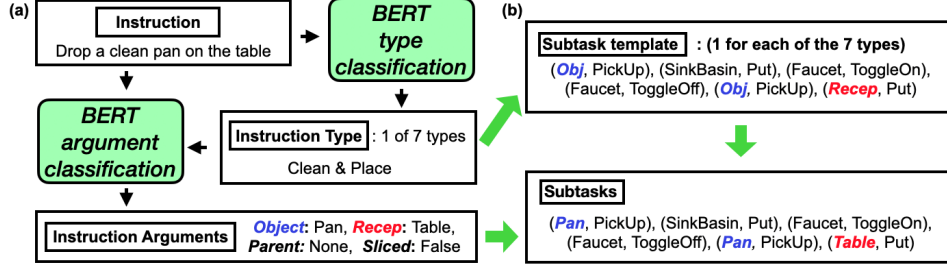 (a)
Instruction
Drop a clean pan on the table
BERT
type
classification
BERT
argument
classification
Instruction Type : 1 of 7 types
Clean & Place
Instruction Arguments
Object: Pan, Recep: Table,
Parent: None, Sliced: False
(b)
Subtask template : (1 for each of the 7 types)
(Obj, PickUp), (SinkBasin, Put), (Faucet, ToggleOn),
(Faucet, ToggleOff), (Obj, PickUp), (Recep, Put)
Subtasks
(Pan, PickUp), (SinkBasin, Put), (Faucet, ToggleOn),
(Faucet, ToggleOff), (Pan, PickUp), (Table, Put)